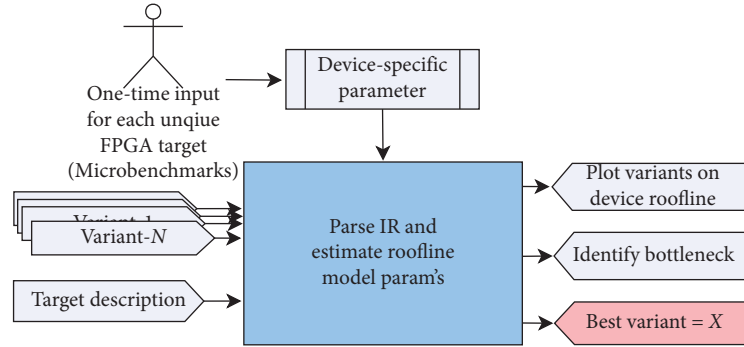 One-time input
for each unqiue
FPGA target
(Microbenchmarks)
Device-specific
parameter
Variant-N
Target description
Parse IR and
estimate roofline
model param's
Plot variants on
device roofline
Identify bottleneck
Best variant = X